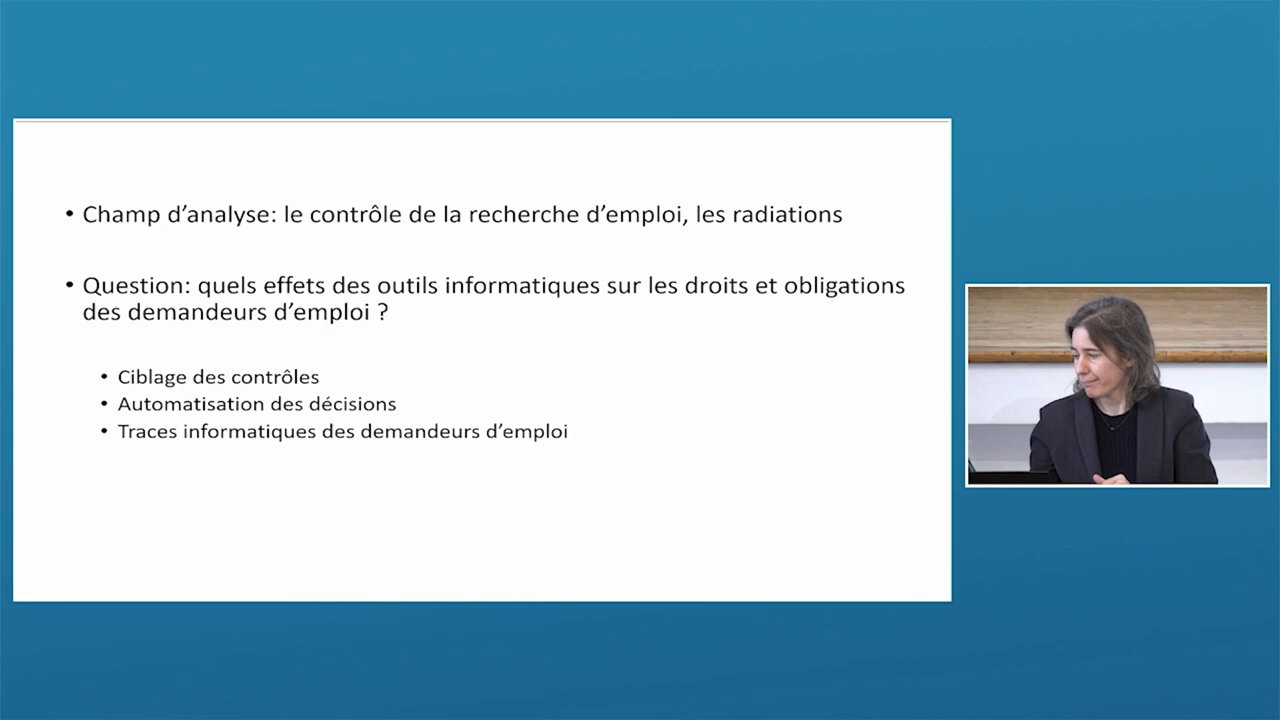 • Champ d’analyse: le contrôle de la recherche d’emploi, les radiations
• Question: quels effets des outils informatiques sur les droits et obligations
des demandeurs d’emploi ?
• Ciblage des contrôles
• Automatisation des décisions
• Traces informatiques des demandeurs d’emploi